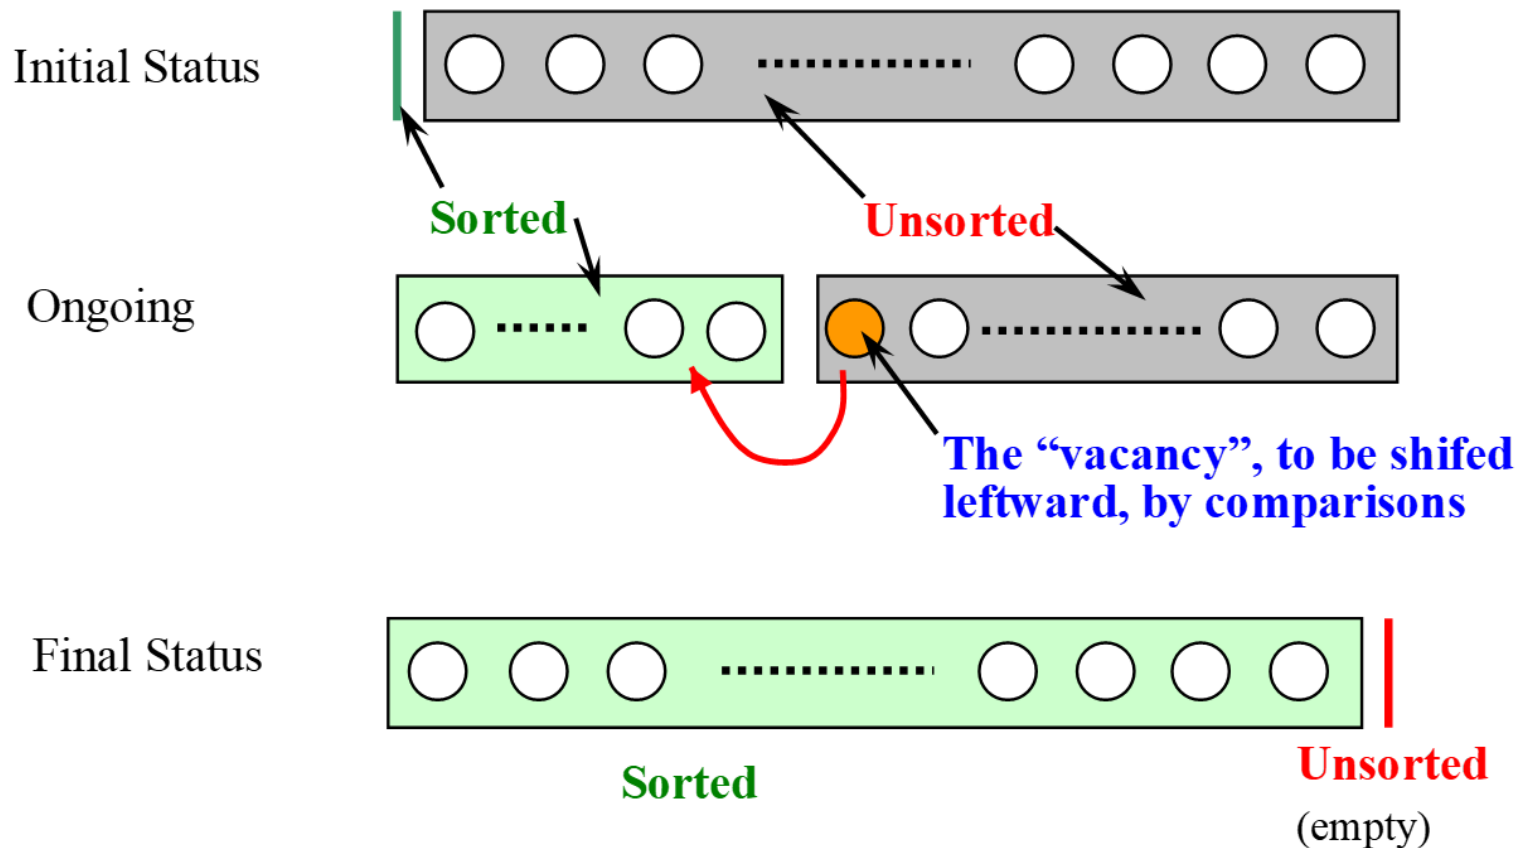 Initial Status
Sorted
Unsorted
Ongoing
The “vacancy”, to be shifed
leftward, by comparisons
Final Status
Sorted
Unsorted
(empty)